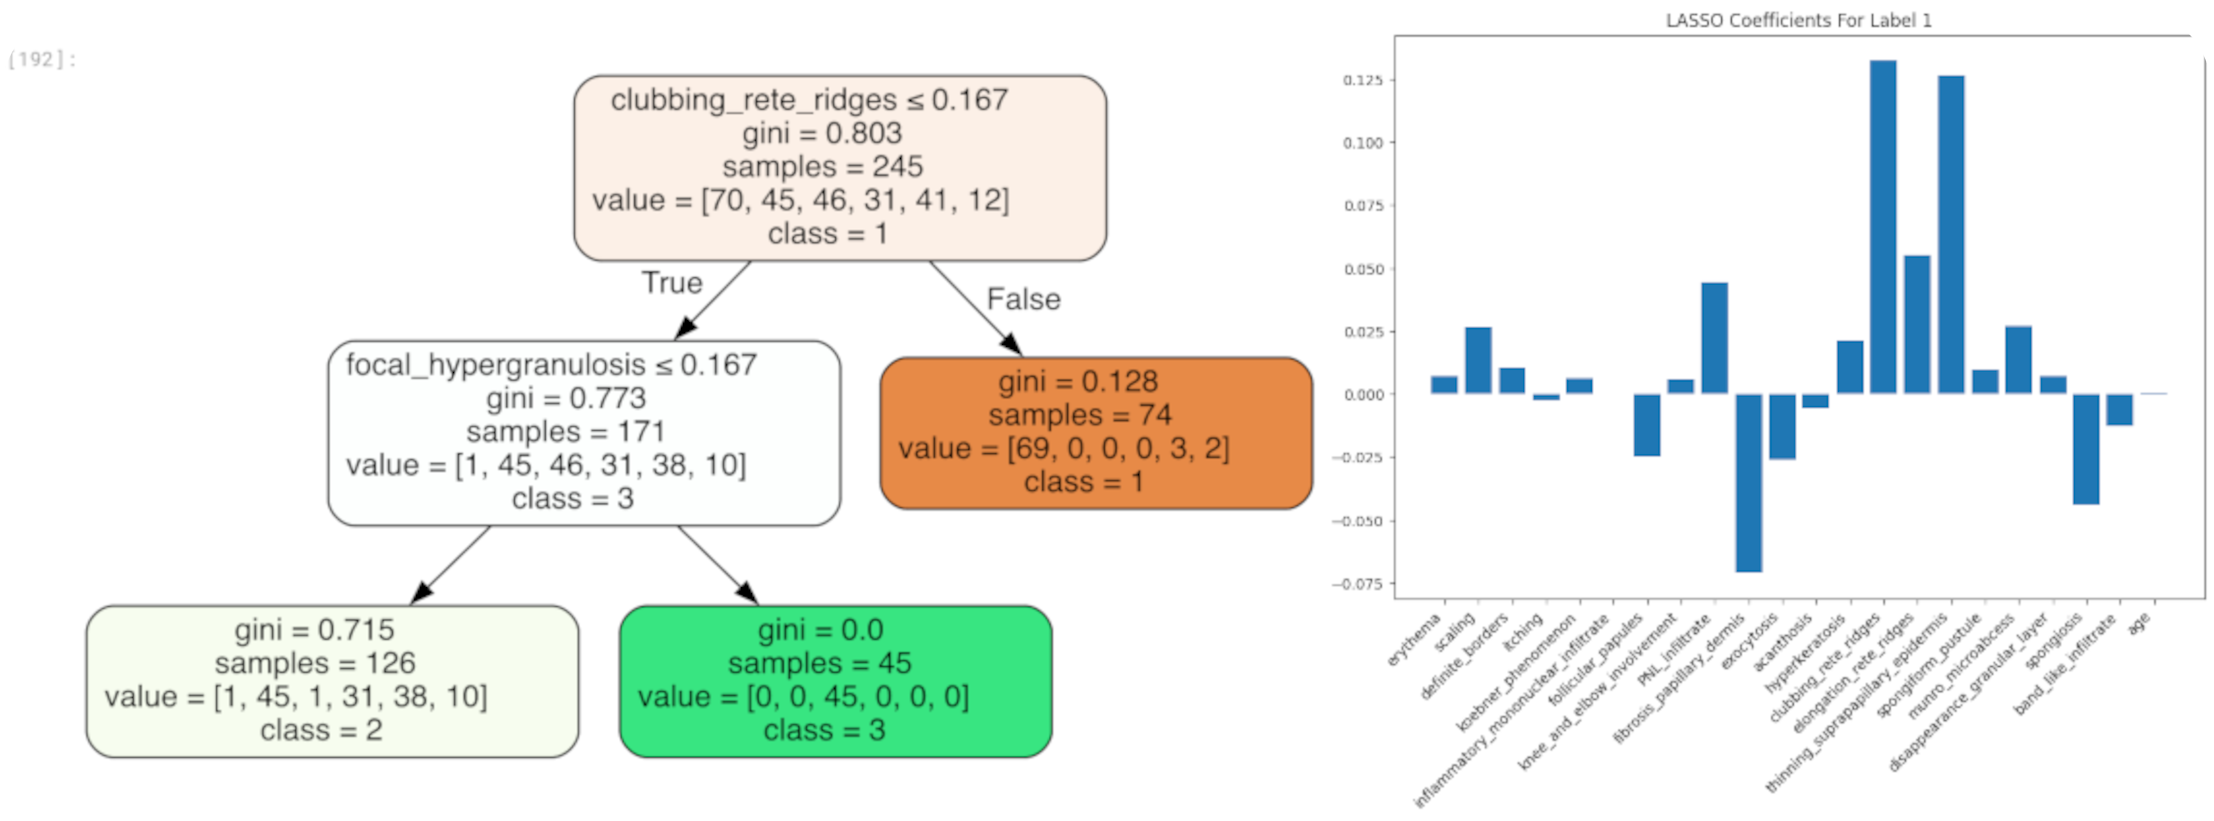 [192]:
clubbing_rete_ridges ≤ 0.167
gini = 0.803
samples = 245
value = [70, 45, 46, 31, 41, 12]
class = 1
True
False
focal_hypergranulosis ≤ 0.167
gini = 0.773
samples = 171
value = [1, 45, 46, 31, 38, 10]
class = 3
gini = 0.128
samples = 74
value = [69, 0, 0, 0, 3, 2]
class = 1
gini = 0.715
samples = 126
value = [1, 45, 1, 31, 38, 10]
class = 2
gini = 0.0
samples = 45
value = [0, 0, 45, 0, 0, 0]
class = 3
LASSO Coefficients For Label 1
0.125
0.100
0.075
0.050
0.025
0.000
−0.025
−0.050
−0.075
erythema
scaling
definite_borders
itching
koebner_phenomenon
inflammatory_mononuclear_infiltrate
follicular_papules
knee_and_elbow_involvement
PNL_infiltrate
fibrosis_papillary_dermis
exocytosis
acanthosis
hyperkeratosis
clubbing_rete_ridges
elongation_rete_ridges
thinning_suprapapillary_epidermis
spongiform_pustule
munro_microabcess
disappearance_granular_layer
spongiosis
band_like_infiltrate
age